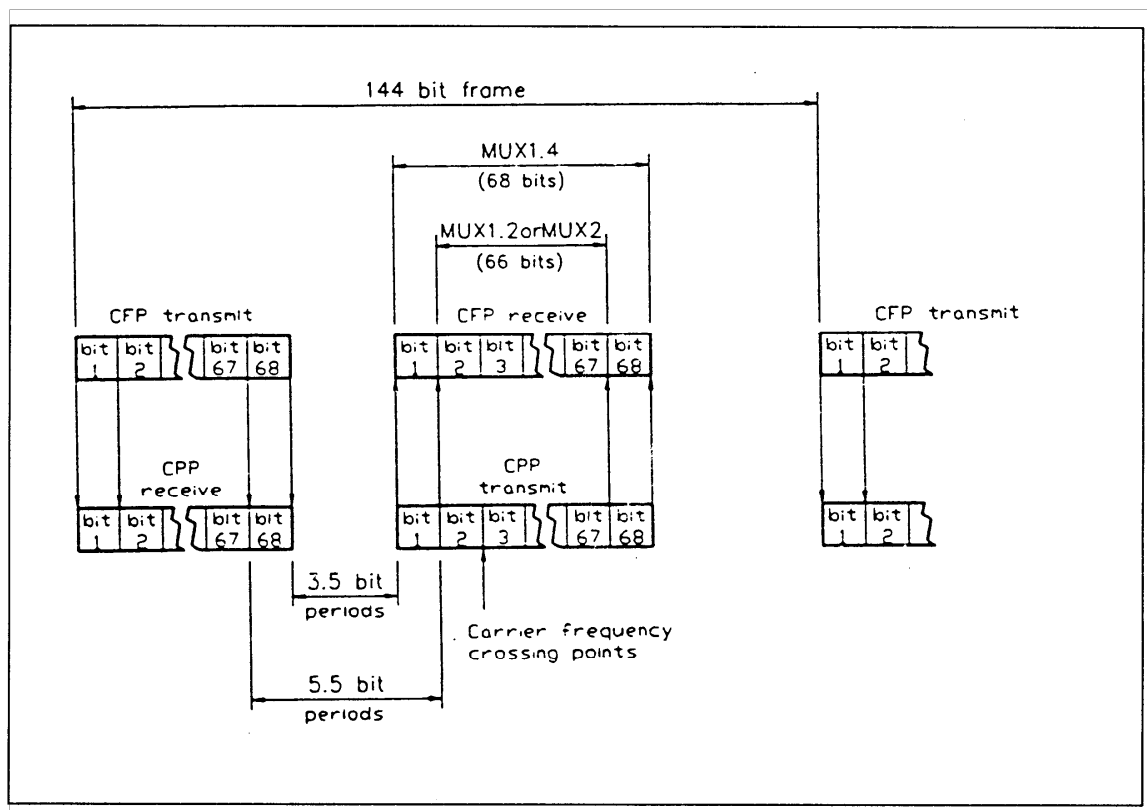 144 bit frame
MUX1.4
(68 bits)
MUX1.2orMUX2
(66 bits)
CFP transmit
CFP receive
CFP transmit
bit 1 bit 2 bit 67 bit 68
bit 1 bit 2 bit 3 bit 67 bit 68
bit 1 bit 2
CPP receive
CPP transmit
bit 1 bit 2 bit 67 bit 68
bit 1 bit 2 bit 3 bit 67 bit 68
bit 1 bit 2
3.5 bit
periods
Carrier frequency
crossing points
5.5 bit
periods